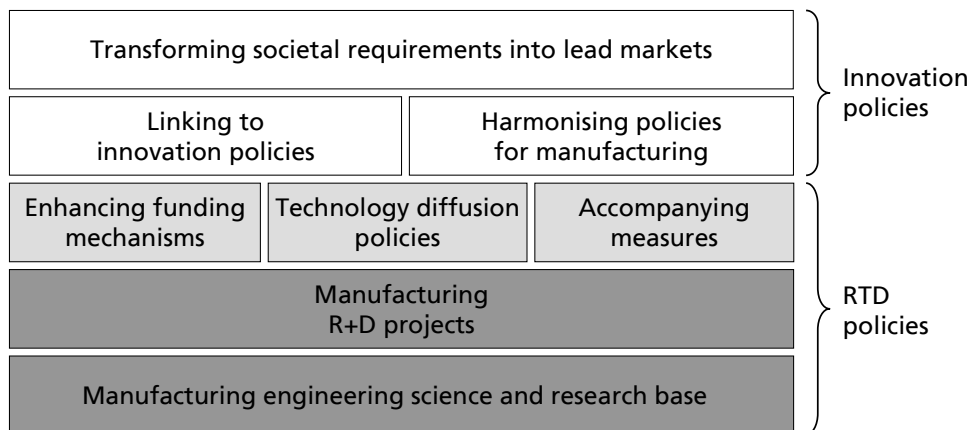 Transforming societal requirements into lead markets
Innovation
policies
Linking to
innovation policies
Harmonising policies
for manufacturing
Enhancing funding
mechanisms
Technology diffusion
policies
Accompanying
measures
Manufacturing
R+D projects
RTD
policies
Manufacturing engineering science and research base